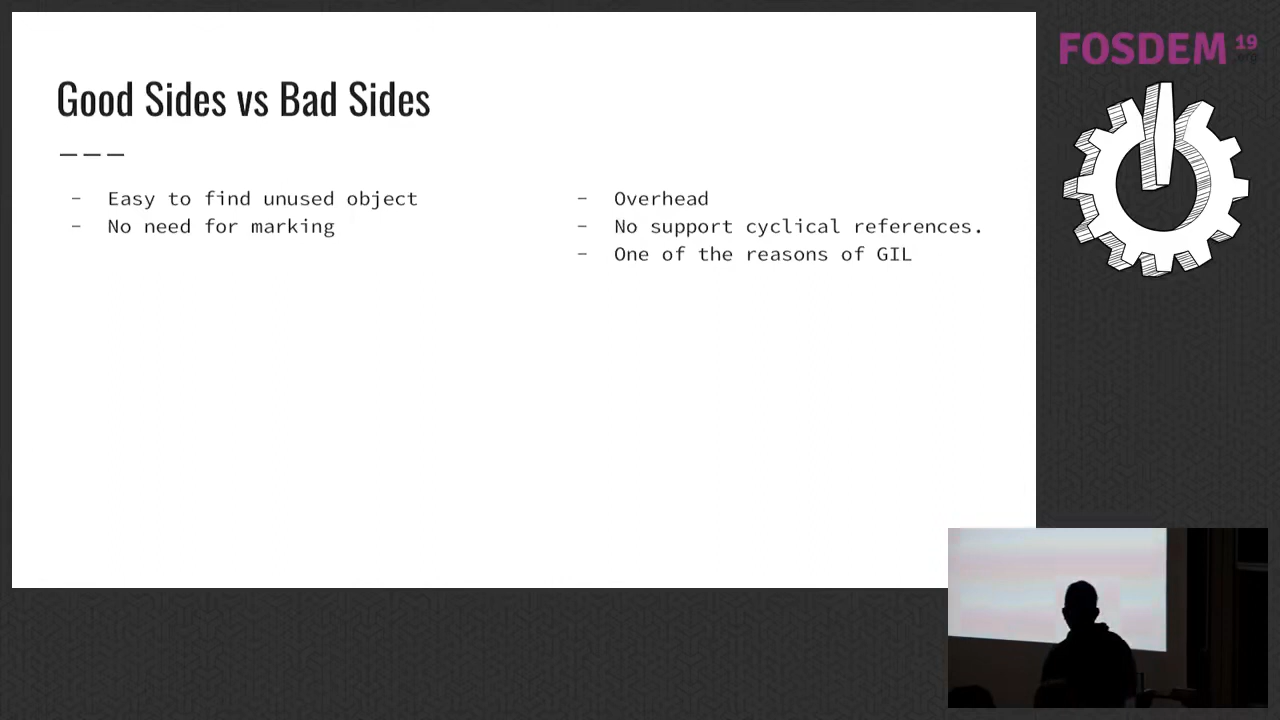 Good Sides vs Bad Sides
- Easy to find unused object
- No need for marking
- Overhead
- No support cyclical references.
- One of the reasons of GIL
FOSDEM 19
.org